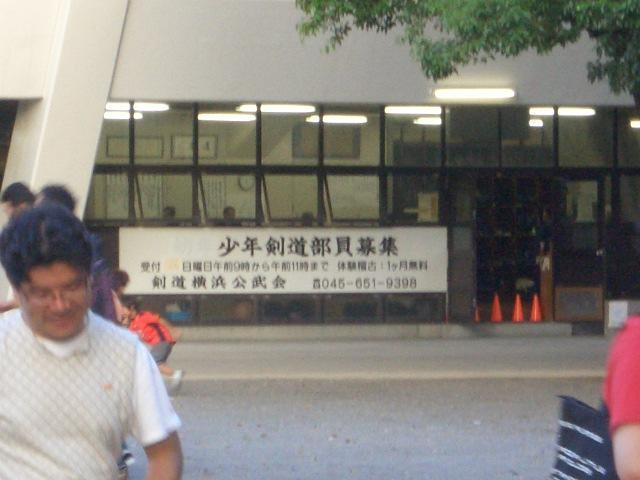 少年剣道部員募集
受付 日曜日午前9時から午前11時まで 体験稽古:1ヶ月無料
剣道横浜公武会 ☎045-651-9398